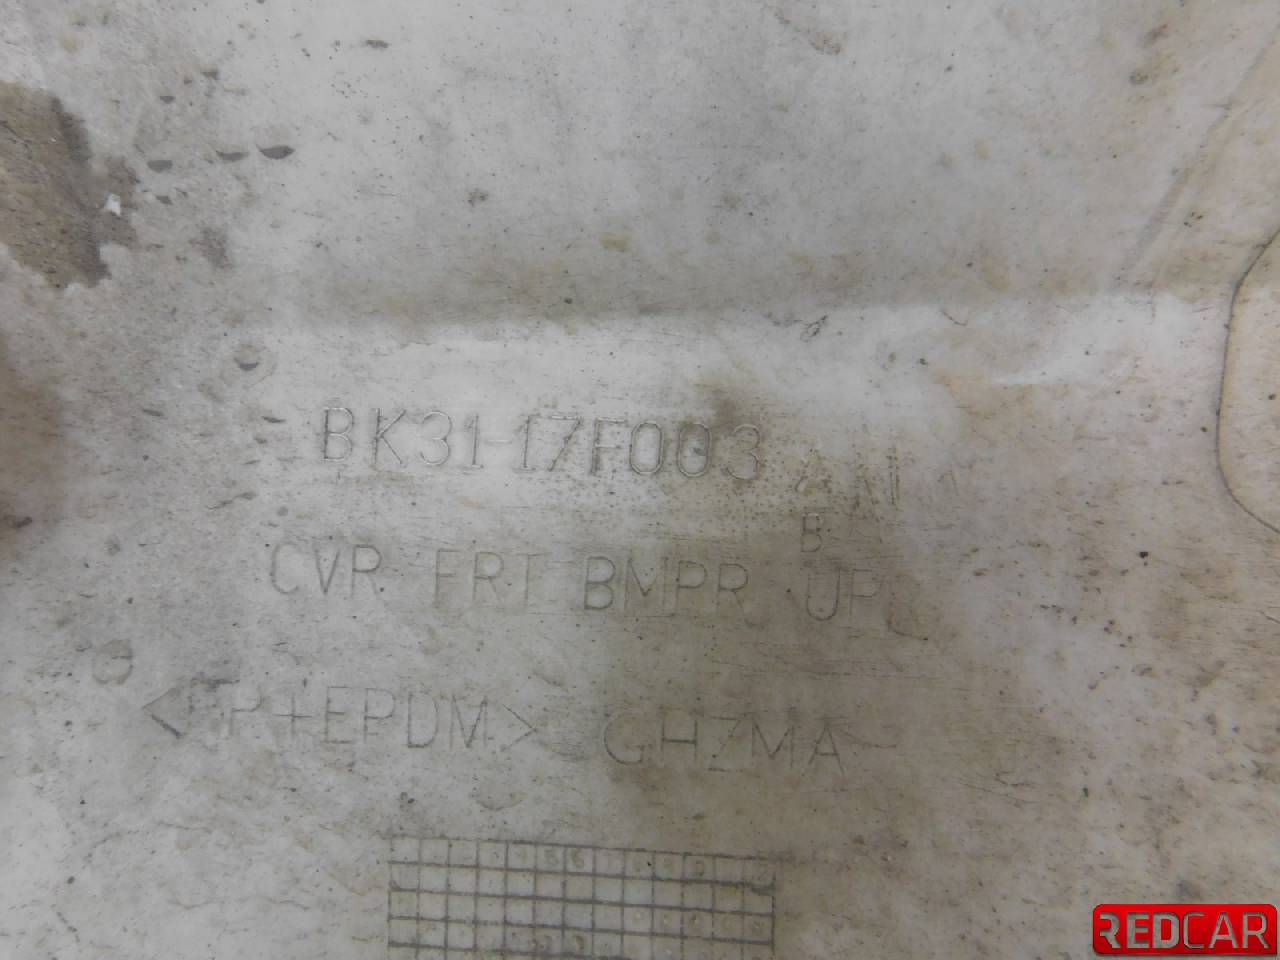 BK31-17F003
B
CVR FRT BMPR UPR
<PP+EPDM> GHZMA
REDCAR